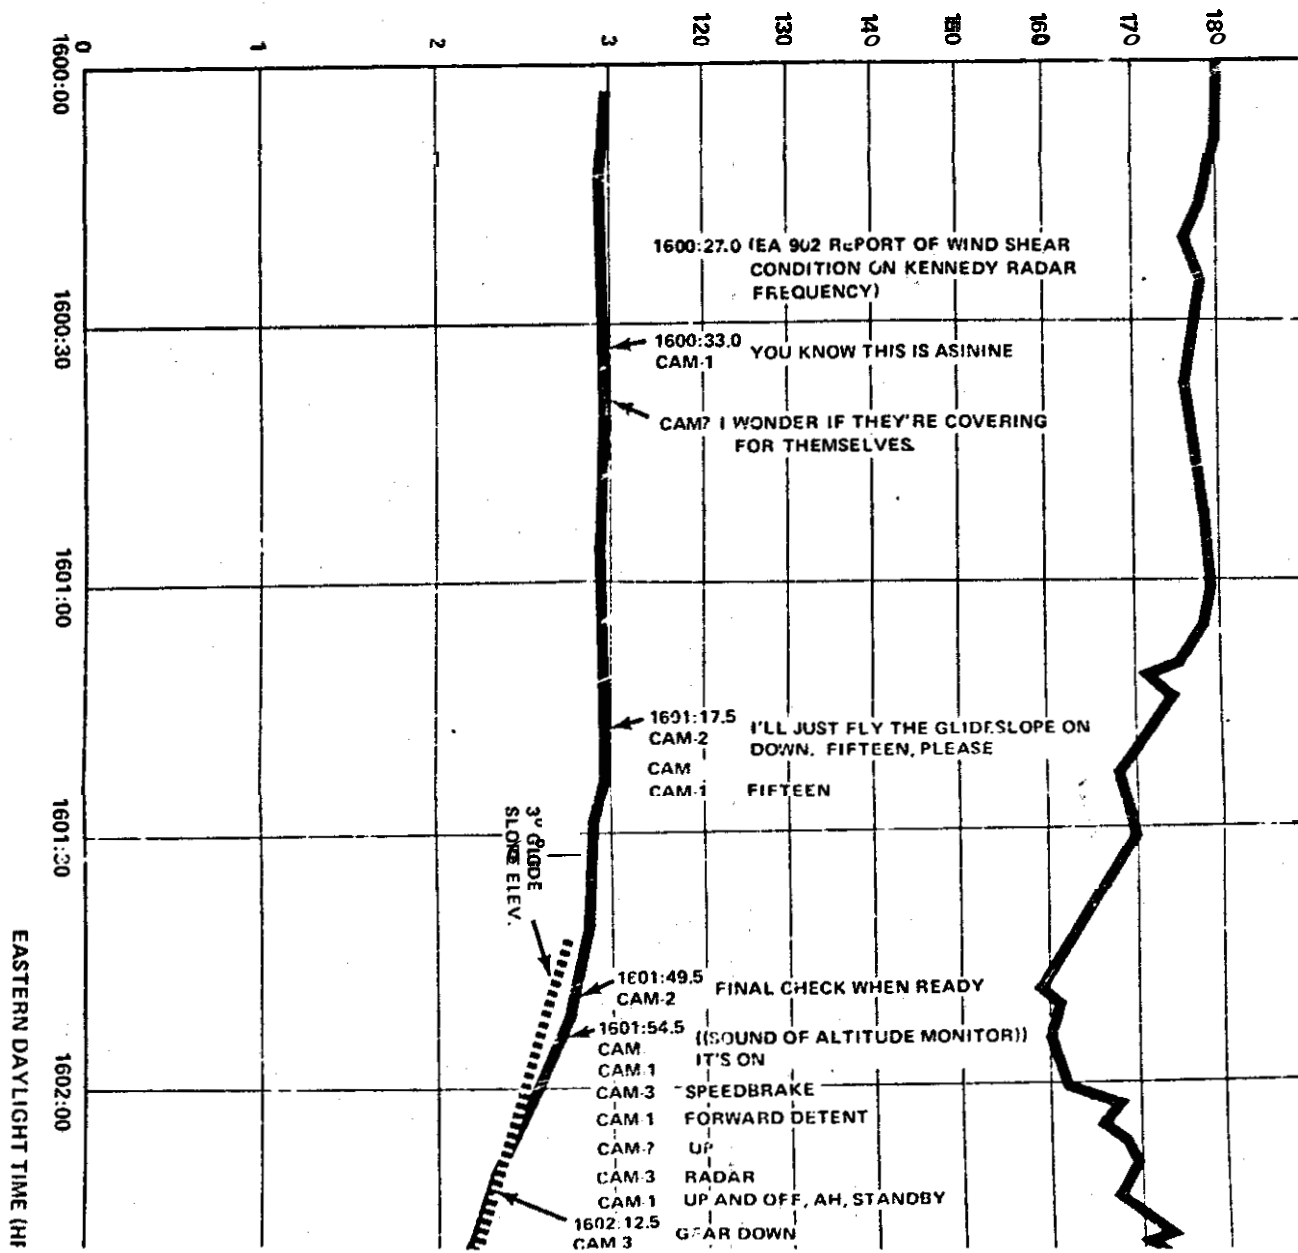 0
1
2
3
120
130
140
150
160
170
180
1600:00
1600:27.0 (EA 902 REPORT OF WIND SHEAR
CONDITION ON KENNEDY RADAR
FREQUENCY)
1600:30
1600:33.0
CAM-1 YOU KNOW THIS IS ASININE
CAM? I WONDER IF THEY'RE COVERING
FOR THEMSELVES.
1601:00
1601:17.5
CAM-2 I'LL JUST FLY THE GLIDESLOPE ON
DOWN. FIFTEEN, PLEASE
CAM
CAM-1 FIFTEEN
1601:30
3° GLIDE
SLOPE ELEV.
1601:49.5
CAM-2 FINAL CHECK WHEN READY
1601:54.5
CAM ((SOUND OF ALTITUDE MONITOR))
CAM-1 IT'S ON
CAM-3 SPEEDBRAKE
1602:00
CAM-1 FORWARD DETENT
CAM-? UP
CAM-3 RADAR
CAM-1 UP AND OFF, AH, STANDBY
1602:12.5
CAM 3 GEAR DOWN
EASTERN DAYLIGHT TIME